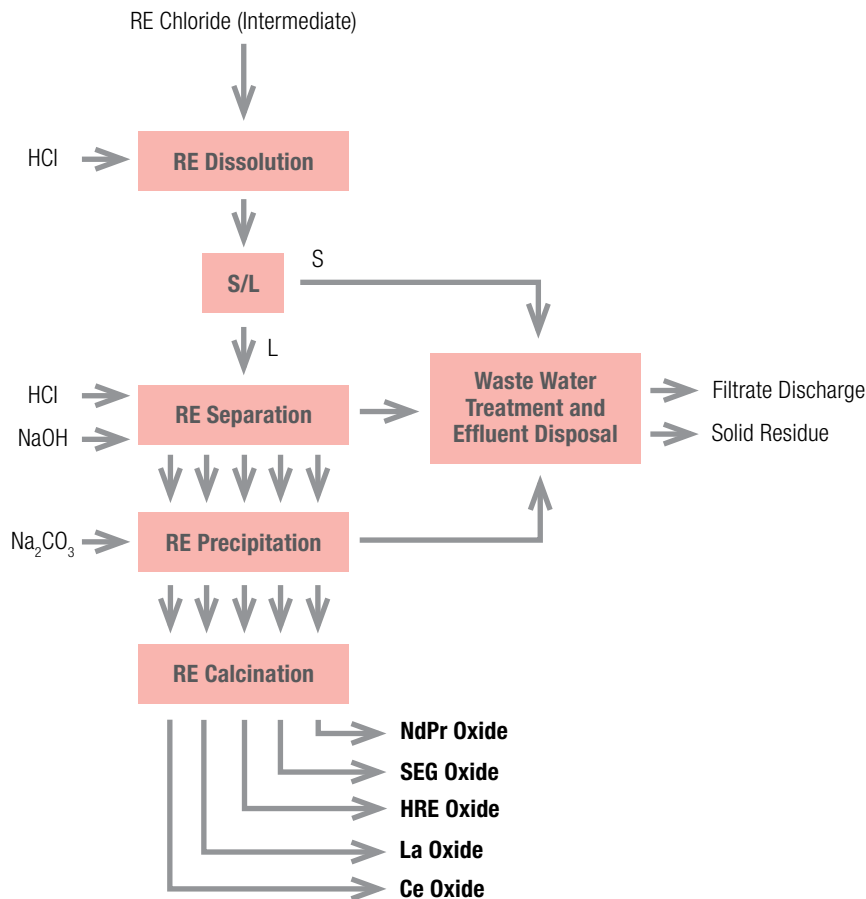 RE Chloride (Intermediate)
HCl
RE Dissolution
S/L
S
L
HCl
NaOH
RE Separation
Waste Water
Treatment and
Effluent Disposal
Filtrate Discharge
Solid Residue
Na₂CO₃
RE Precipitation
RE Calcination
NdPr Oxide
SEG Oxide
HRE Oxide
La Oxide
Ce Oxide